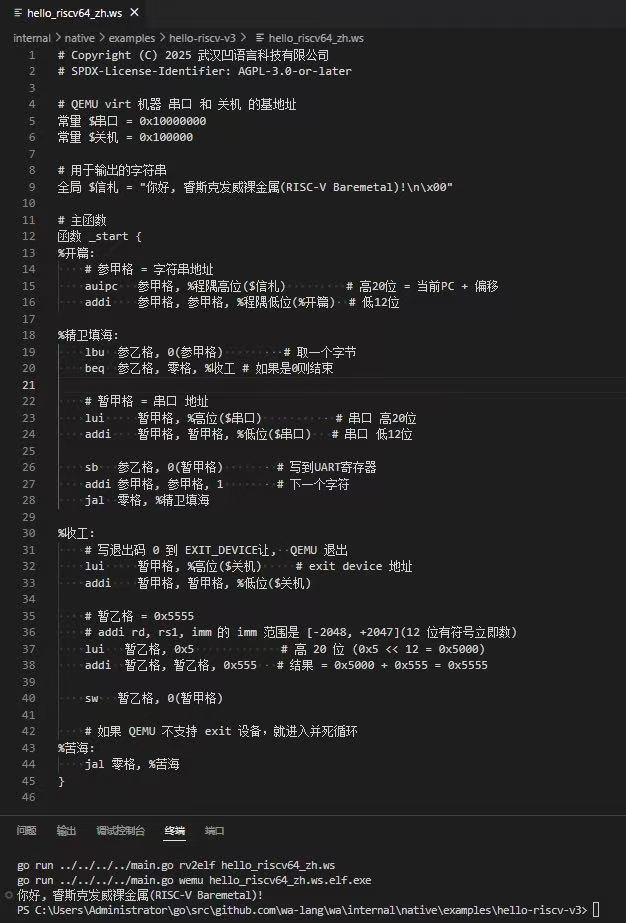 hello_riscv64_zh.ws
internal > native > examples > hello-riscv-v3 > hello_riscv64_zh.ws
1 # Copyright (C) 2025 武汉凹语言科技有限公司
2 # SPDX-License-Identifier: AGPL-3.0-or-later
3
4 # QEMU virt 机器 串口 和 关机 的基地址
5 常量 $串口 = 0x10000000
6 常量 $关机 = 0x100000
7
8 # 用于输出的字符串
9 全局 $信札 = "你好, 睿斯克发威裸金属(RISC-V Baremetal)!\n\x00"
10
11 # 主函数
12 函数 _start {
13 %开篇:
14 # 参甲格 = 字符串地址
15 auipc 参甲格, %程隅高位($信札) # 高20位 = 当前PC + 偏移
16 addi 参甲格, 参甲格, %程隅低位(%开篇) # 低12位
17
18 %精卫填海:
19 lbu 参乙格, 0(参甲格) # 取一个字节
20 beq 参乙格, 零格, %收工 # 如果是0则结束
21
22 # 暂甲格 = 串口 地址
23 lui 暂甲格, %高位($串口) # 串口 高20位
24 addi 暂甲格, 暂甲格, %低位($串口) # 串口 低12位
25
26 sb 参乙格, 0(暂甲格) # 写到UART寄存器
27 addi 参甲格, 参甲格, 1 # 下一个字符
28 jal 零格, %精卫填海
29
30 %收工:
31 # 写退出码 0 到 EXIT_DEVICE让, QEMU 退出
32 lui 暂甲格, %高位($关机) # exit device 地址
33 addi 暂甲格, 暂甲格, %低位($关机)
34
35 # 暂乙格 = 0x5555
36 # addi rd, rs1, imm 的 imm 范围是 [-2048, +2047](12 位有符号立即数)
37 lui 暂乙格, 0x5 # 高 20 位 (0x5 << 12 = 0x5000)
38 addi 暂乙格, 暂乙格, 0x555 # 结果 = 0x5000 + 0x555 = 0x5555
39
40 sw 暂乙格, 0(暂甲格)
41
42 # 如果 QEMU 不支持 exit 设备，就进入并死循环
43 %苦海:
44 jal 零格, %苦海
45 }
46
问题 输出 调试控制台 终端 端口
go run ../../../../main.go rv2elf hello_riscv64_zh.ws
go run ../../../../main.go wemu hello_riscv64_zh.ws.elf.exe
你好, 睿斯克发威裸金属(RISC-V Baremetal)!
PS C:\Users\Administrator\go\src\github.com\wa-lang\wa\internal\native\examples\hello-riscv-v3>